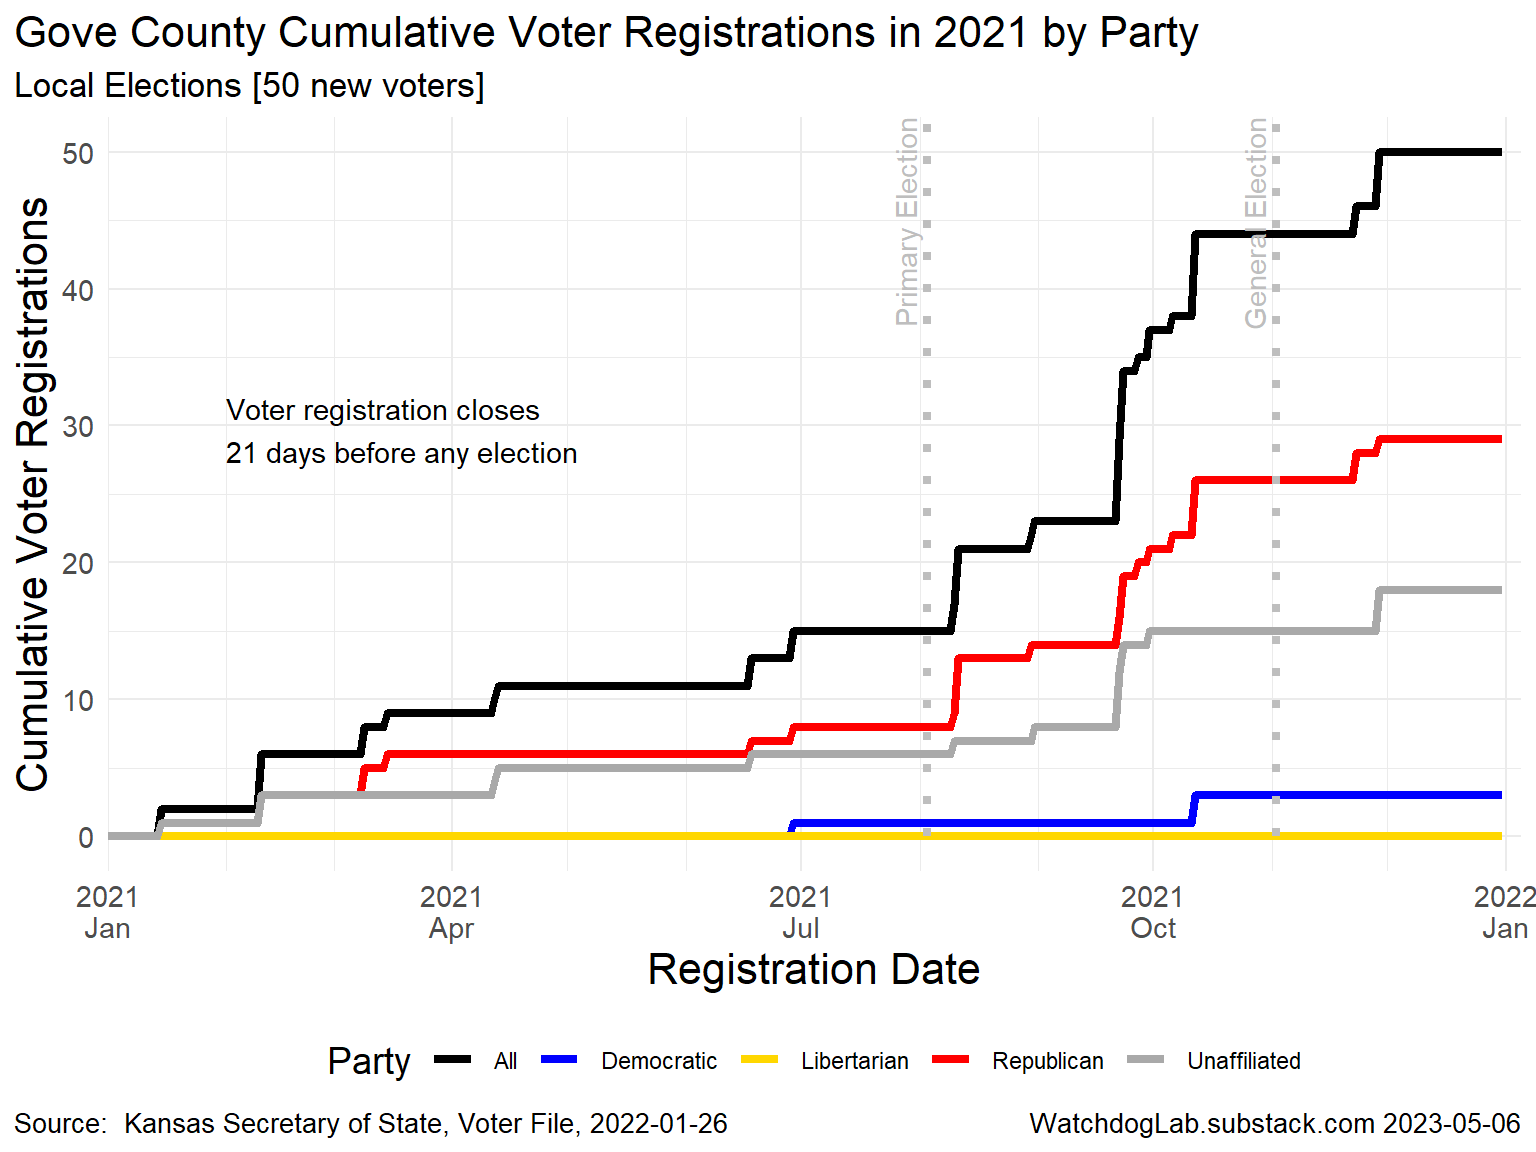 Gove County Cumulative Voter Registrations in 2021 by Party
Local Elections [50 new voters]
Cumulative Voter Registrations
50
40
30
20
10
0
Primary Election
General Election
Voter registration closes
21 days before any election
2021
Jan
2021
Apr
2021
Jul
2021
Oct
2022
Jan
Registration Date
Party All Democratic Libertarian Republican Unaffiliated
Source:  Kansas Secretary of State, Voter File, 2022-01-26
WatchdogLab.substack.com 2023-05-06